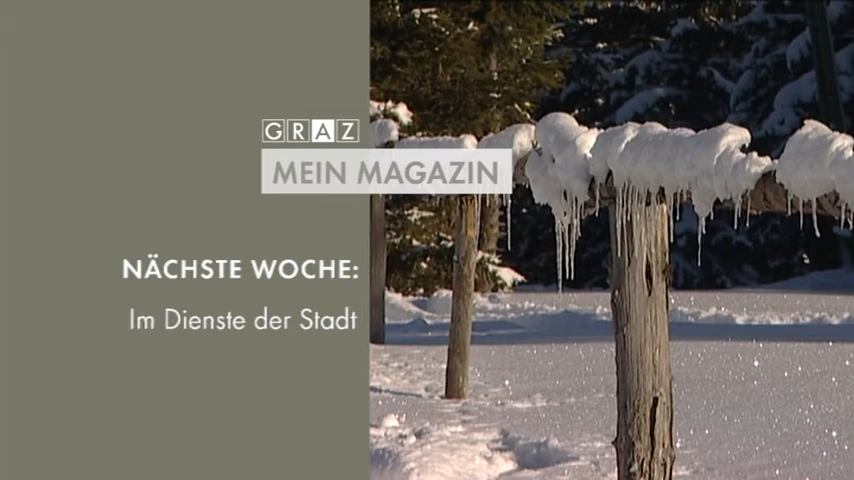 GRAZ
MEIN MAGAZIN
NÄCHSTE WOCHE:
Im Dienste der Stadt